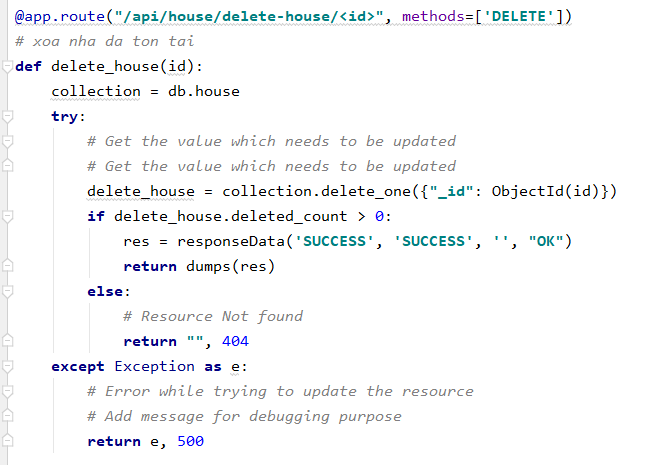 @app.route("/api/house/delete-house/<id>", methods=['DELETE'])
# xoa nha da ton tai
def delete_house(id):
    collection = db.house
    try:
        # Get the value which needs to be updated
        # Get the value which needs to be updated
        delete_house = collection.delete_one({"_id": ObjectId(id)})
        if delete_house.deleted_count > 0:
            res = responseData('SUCCESS', 'SUCCESS', '', "OK")
            return dumps(res)
        else:
            # Resource Not found
            return "", 404
    except Exception as e:
        # Error while trying to update the resource
        # Add message for debugging purpose
        return e, 500